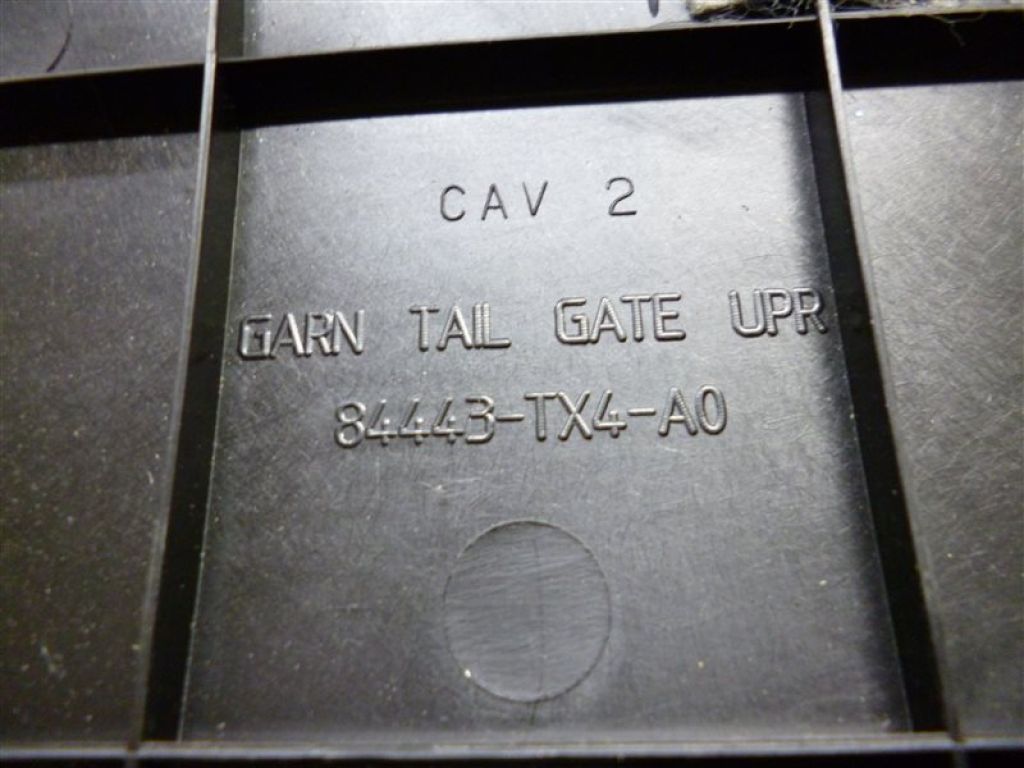 CAV 2
GARN TAIL GATE UPR
84443-TX4-A0